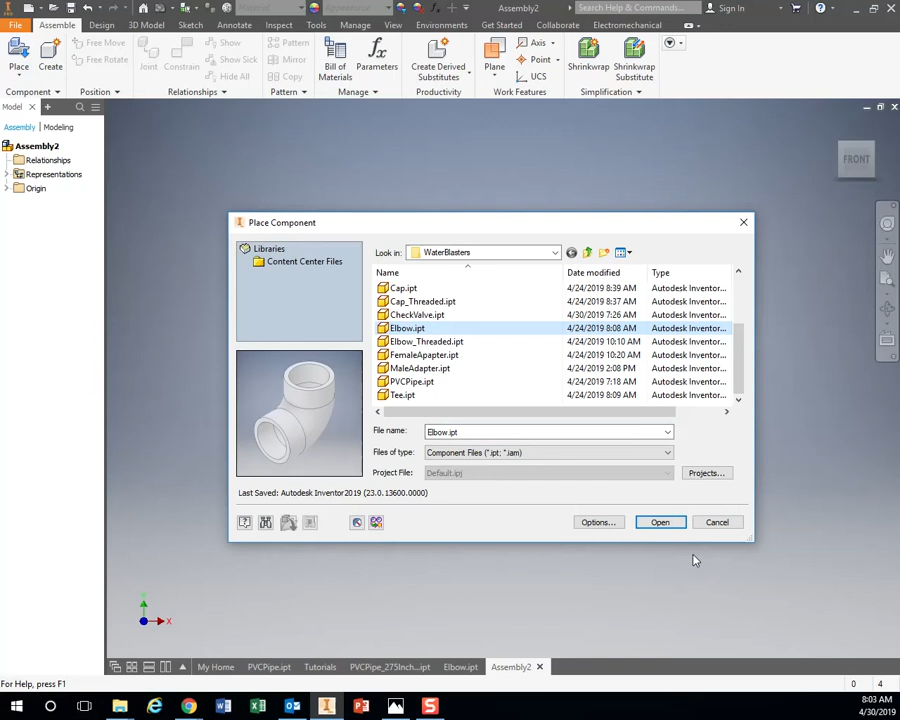 Material
Appearance
Assembly2
Search Help & Commands...
Sign In
File Assemble Design 3D Model Sketch Annotate Inspect Tools Manage View Environments Get Started Collaborate Electromechanical
Place
Create
Free Move
Free Rotate
Joint
Constrain
Show
Show Sick
Hide All
Pattern
Mirror
Copy
Bill of
Materials
Parameters
Create Derived
Substitutes
Plane
Axis
Point
UCS
Shrinkwrap
Shrinkwrap
Substitute
Component
Position
Relationships
Pattern
Manage
Productivity
Work Features
Simplification
Model
Assembly Modeling
Assembly2
Relationships
Representations
Origin
FRONT
Place Component
Libraries
Content Center Files
Look in: WaterBlasters
Name Date modified Type
Cap.ipt 4/24/2019 8:39 AM Autodesk Inventor...
Cap_Threaded.ipt 4/24/2019 8:37 AM Autodesk Inventor...
CheckValve.ipt 4/30/2019 7:26 AM Autodesk Inventor...
Elbow.ipt 4/24/2019 8:08 AM Autodesk Inventor...
Elbow_Threaded.ipt 4/24/2019 10:10 AM Autodesk Inventor...
FemaleApapter.ipt 4/24/2019 10:20 AM Autodesk Inventor...
MaleAdapter.ipt 4/24/2019 2:08 PM Autodesk Inventor...
PVCPipe.ipt 4/24/2019 7:18 AM Autodesk Inventor...
Tee.ipt 4/24/2019 8:09 AM Autodesk Inventor...
File name: Elbow.ipt
Files of type: Component Files (*.ipt; *.iam)
Project File: Default.ipj
Projects...
Last Saved: Autodesk Inventor2019 (23.0.13600.0000)
Options... Open Cancel
Y
X
My Home PVCPipe.ipt Tutorials PVCPipe_275Inch...ipt Elbow.ipt Assembly2
For Help, press F1
0 4
8:03 AM
4/30/2019